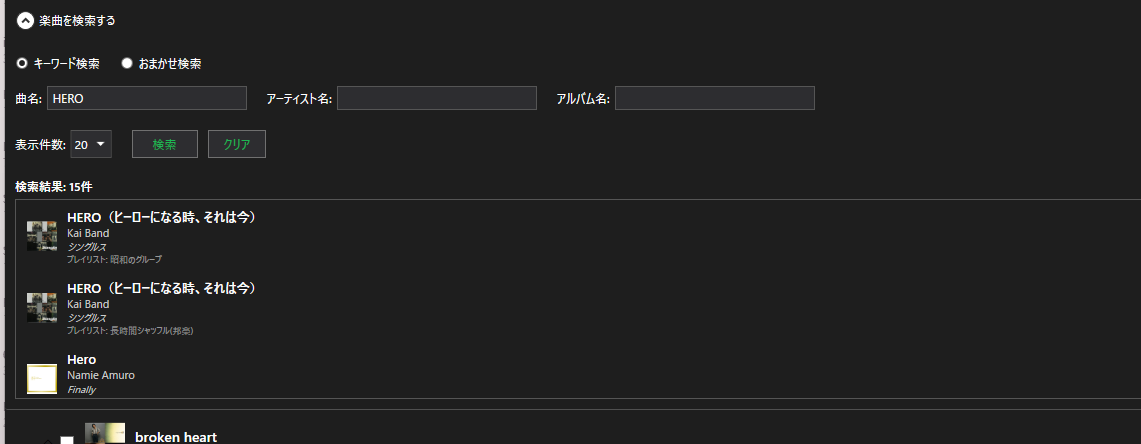 楽曲を検索する
キーワード検索 おまかせ検索
曲名: HERO アーティスト名: アルバム名:
表示件数: 20 検索 クリア
検索結果: 15件
HERO（ヒーローになる時、それは今）
Kai Band
シングルス
プレイリスト: 昭和のグループ
HERO（ヒーローになる時、それは今）
Kai Band
シングルス
プレイリスト: 長時間シャッフル(邦楽)
Hero
Namie Amuro
Finally
broken heart